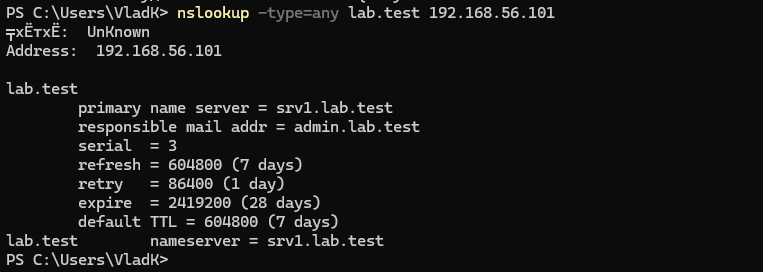 PS C:\Users\VladK> nslookup -type=any lab.test 192.168.56.101
╤хЁтхЁ:  UnKnown
Address:  192.168.56.101

lab.test
        primary name server = srv1.lab.test
        responsible mail addr = admin.lab.test
        serial  = 3
        refresh = 604800 (7 days)
        retry   = 86400 (1 day)
        expire  = 2419200 (28 days)
        default TTL = 604800 (7 days)
lab.test        nameserver = srv1.lab.test
PS C:\Users\VladK>